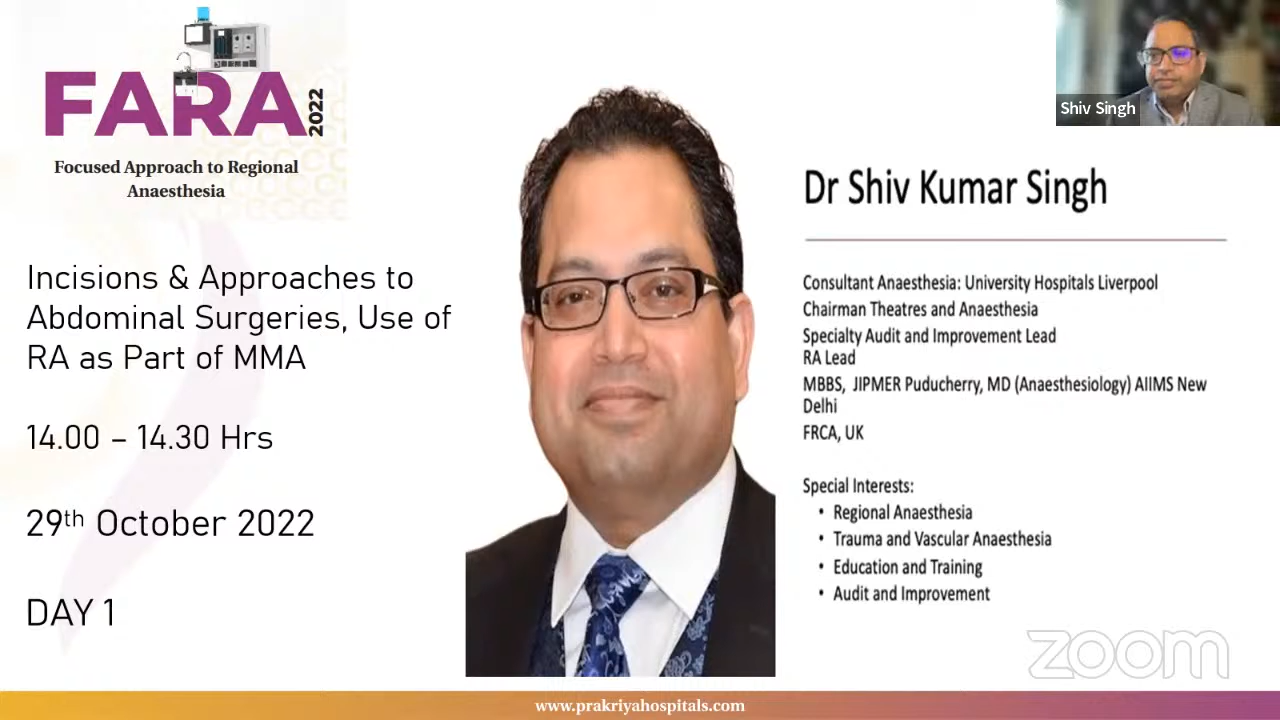 FARA
2022
Focused Approach to Regional
Anaesthesia
Incisions & Approaches to
Abdominal Surgeries, Use of
RA as Part of MMA
14.00 – 14.30 Hrs
29th October 2022
DAY 1
Shiv Singh
Dr Shiv Kumar Singh
Consultant Anaesthesia: University Hospitals Liverpool
Chairman Theatres and Anaesthesia
Specialty Audit and Improvement Lead
RA Lead
MBBS, JIPMER Puducherry, MD (Anaesthesiology) AIIMS New
Delhi
FRCA, UK
Special Interests:
• Regional Anaesthesia
• Trauma and Vascular Anaesthesia
• Education and Training
• Audit and Improvement
zoom
www.prakriyahospitals.com